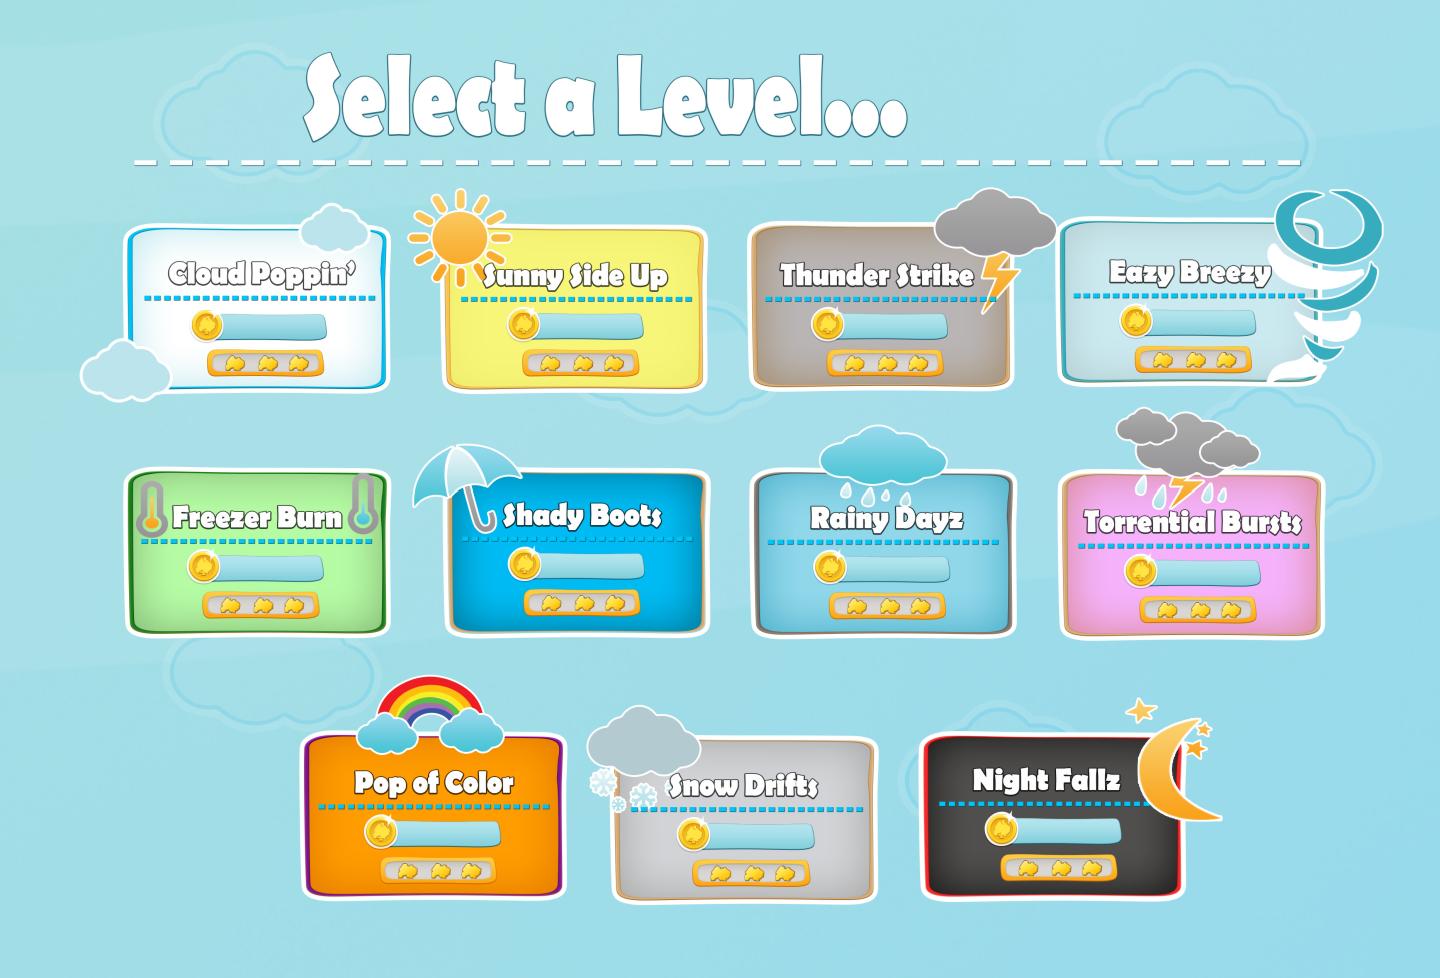 Select a Level...
Cloud Poppin'
Sunny Side Up
Thunder Strike
Eazy Breezy
Freezer Burn
Shady Boots
Rainy Dayz
Torrential Bursts
Pop of Color
Snow Drifts
Night Fallz